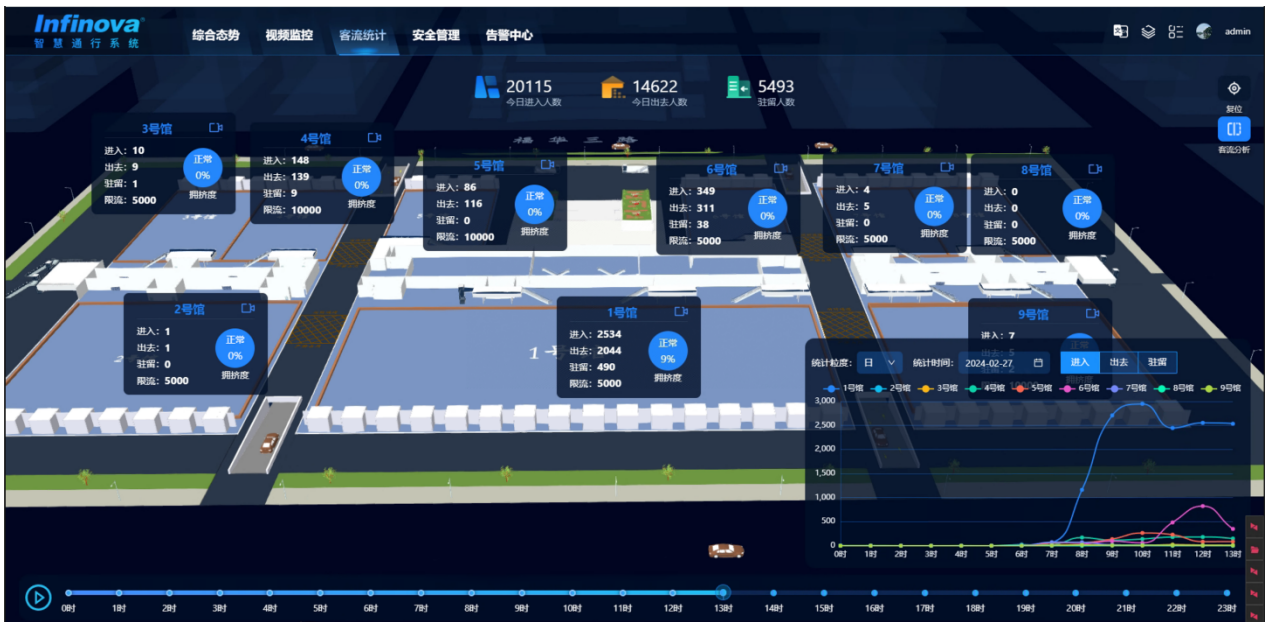 Infinova
智慧通行系统
综合态势 视频监控 客流统计 安全管理 告警中心
admin
20115
今日进入人数
14622
今日出去人数
5493
驻留人数
复位
客流分析
福华三路
3号馆
进入: 10
出去: 9
驻留: 1
限流: 5000
正常
0%
拥挤度
4号馆
进入: 148
出去: 139
驻留: 9
限流: 10000
正常
0%
拥挤度
5号馆
进入: 86
出去: 116
驻留: 0
限流: 10000
正常
0%
拥挤度
6号馆
进入: 349
出去: 311
驻留: 38
限流: 5000
正常
0%
拥挤度
7号馆
进入: 4
出去: 5
驻留: 0
限流: 5000
正常
0%
拥挤度
8号馆
进入: 0
出去: 0
驻留: 0
限流: 5000
正常
0%
拥挤度
2号馆
进入: 1
出去: 1
驻留: 0
限流: 5000
正常
0%
拥挤度
1号馆
进入: 2534
出去: 2044
驻留: 490
限流: 5000
正常
9%
拥挤度
9号馆
进入: 7
正常
统计粒度: 日 统计时间: 2024-02-27 进入 出去 驻留
1号馆 2号馆 3号馆 4号馆 5号馆 6号馆 7号馆 8号馆 9号馆
3,000
2,500
2,000
1,500
1,000
500
0
0时 1时 2时 3时 4时 5时 6时 7时 8时 9时 10时 11时 12时 13时
0时 1时 2时 3时 4时 5时 6时 7时 8时 9时 10时 11时 12时 13时 14时 15时 16时 17时 18时 19时 20时 21时 22时 23时